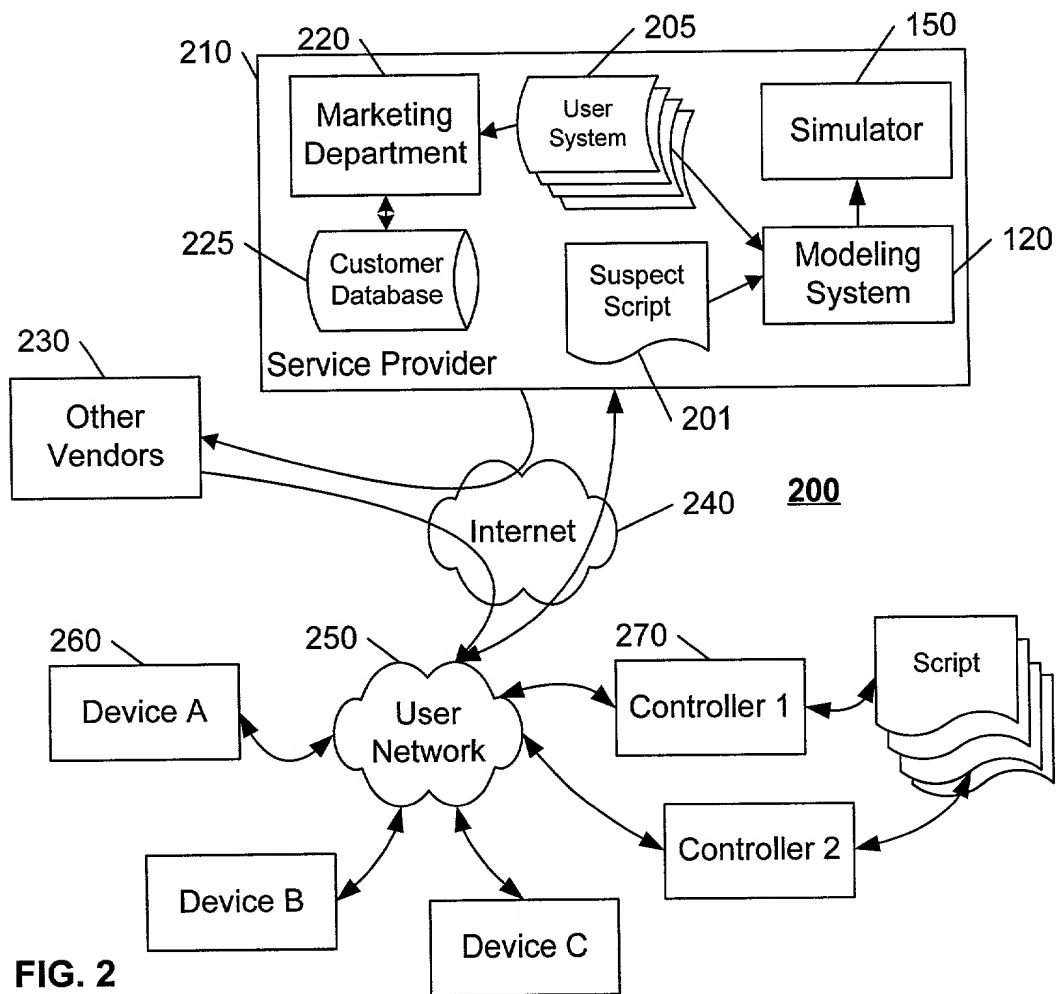 220
205
150
210
Marketing
Department
User
System
Simulator
225
Customer
Database
Suspect
Script
Modeling
System
120
Service Provider
230
Other
Vendors
201
200
Internet
240
260
250
270
Device A
User
Network
Controller 1
Script
Controller 2
Device B
Device C
FIG. 2